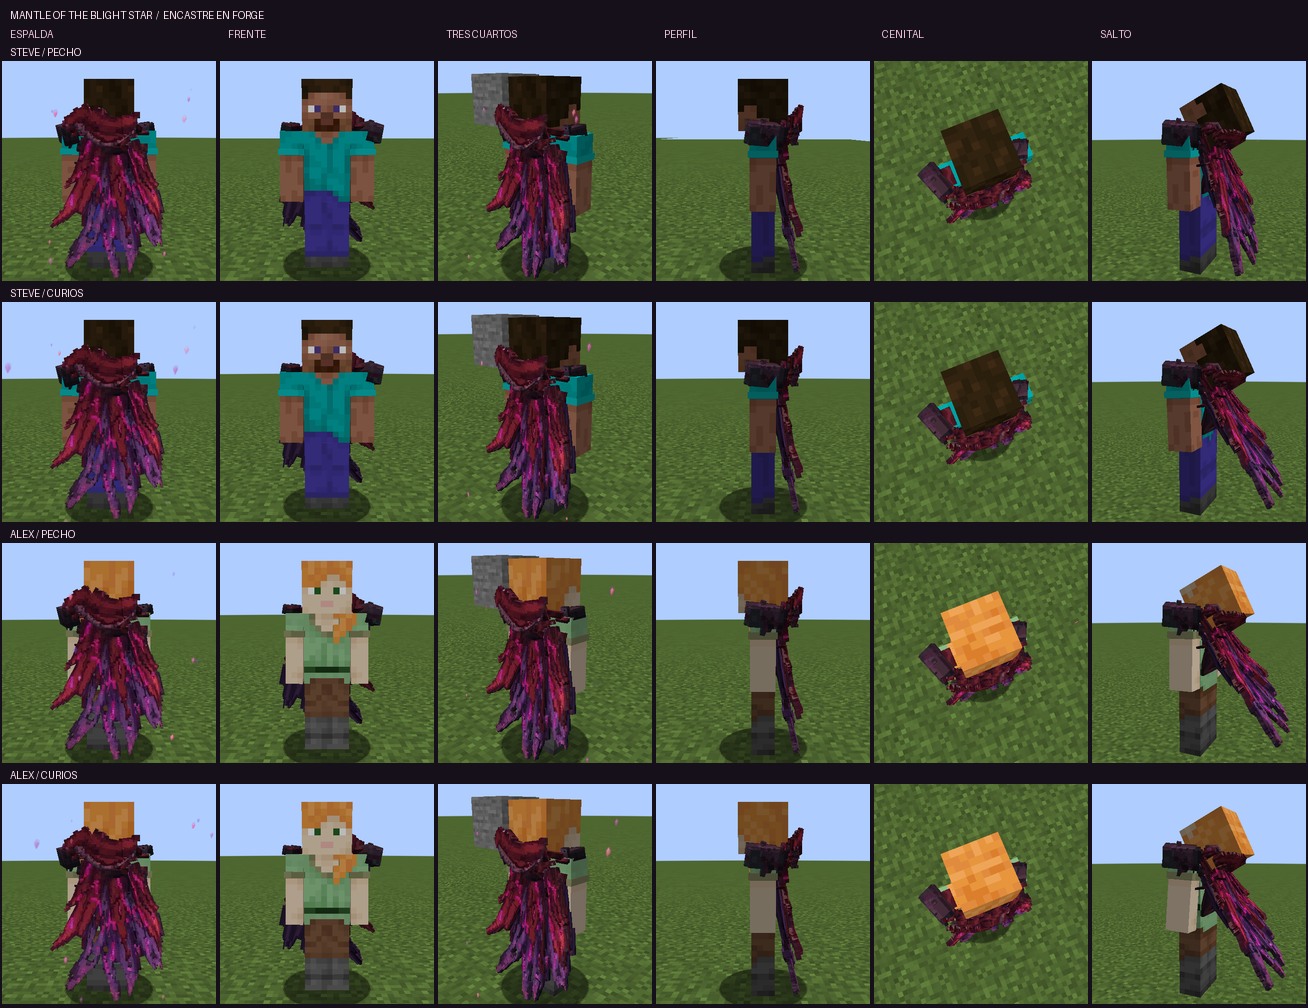 MANTLE OF THE BLIGHT STAR / ENCASTRE EN FORGE
ESPALDA FRENTE TRES CUARTOS PERFIL CENITAL SALTO
STEVE / PECHO
STEVE / CURIOS
ALEX / PECHO
ALEX / CURIOS